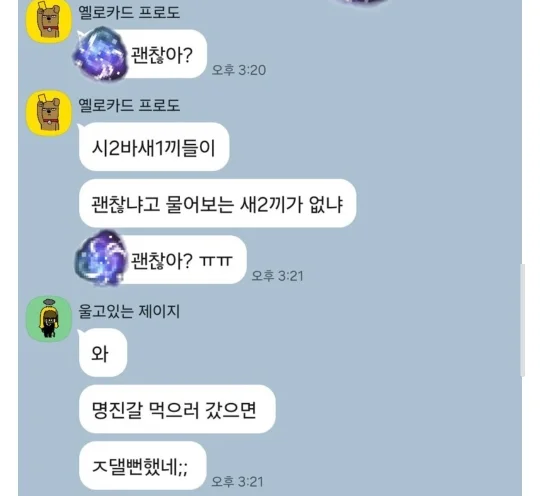 옐로카드 프로도
괜찮아?
오후 3:20
옐로카드 프로도
시2바새1끼들이
괜찮냐고 물어보는 새2끼가 없냐
괜찮아? ㅠㅠ
오후 3:21
울고있는 제이지
와
명진갈 먹으러 갔으면
ㅈ댈뻔했네;;
오후 3:21